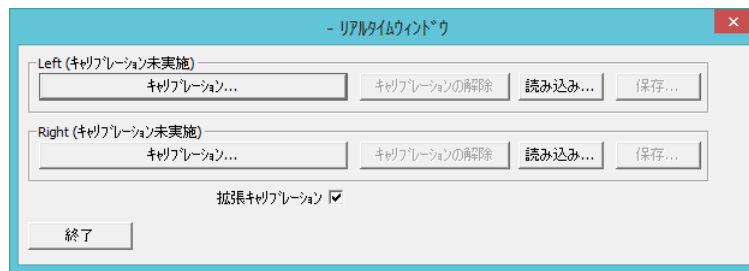 - ﾘｱﾙﾀｲﾑｳｨﾝﾄﾞｳ
Left (ｷｬﾘﾌﾞﾚｰｼｮﾝ未実施)
ｷｬﾘﾌﾞﾚｰｼｮﾝ... ｷｬﾘﾌﾞﾚｰｼｮﾝの解除 読み込み... 保存...
Right (ｷｬﾘﾌﾞﾚｰｼｮﾝ未実施)
ｷｬﾘﾌﾞﾚｰｼｮﾝ... ｷｬﾘﾌﾞﾚｰｼｮﾝの解除 読み込み... 保存...
拡張ｷｬﾘﾌﾞﾚｰｼｮﾝ
終了